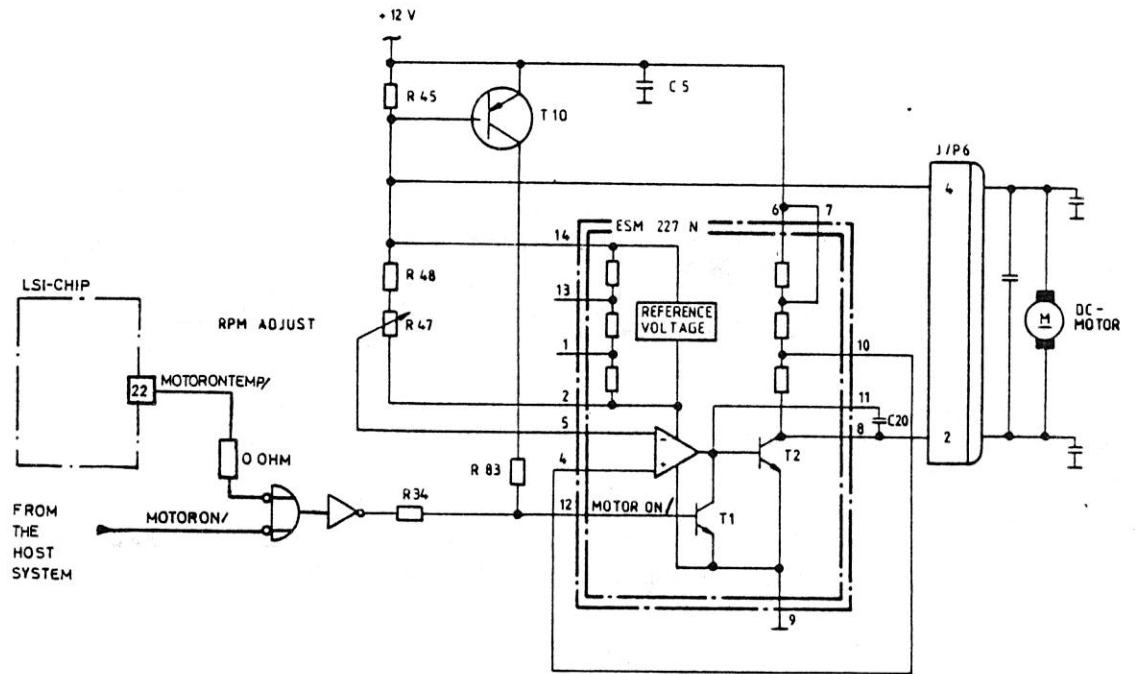 + 12 V
R 45
T 10
C 5
J/P6
4
6
7
ESM 227 N
14
LSI-CHIP
R 48
13
RPM ADJUST
R 47
REFERENCE
VOLTAGE
M
DC-
MOTOR
22
MOTORONTEMP/
1
10
2
11
C20
5
8
2
0 OHM
-
+
T2
4
R 83
R34
12
MOTOR ON/
T1
FROM
THE
HOST
SYSTEM
MOTORON/
9